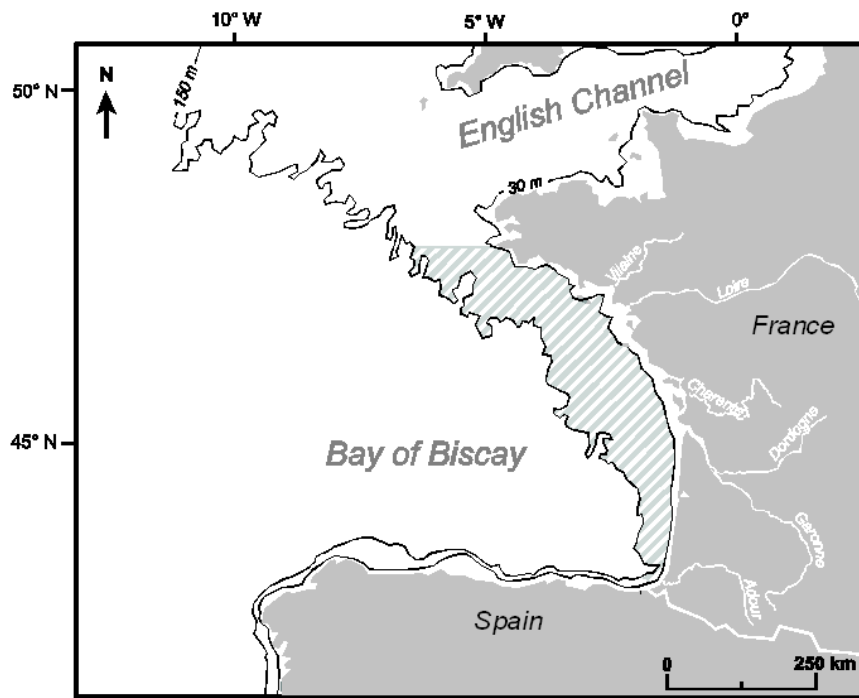 10° W
5° W
0°
50° N
N
150 m
English Channel
30 m
Vilaine
Loire
France
Charente
Dordogne
45° N
Bay of Biscay
Garonne
Adour
Spain
0
250 km